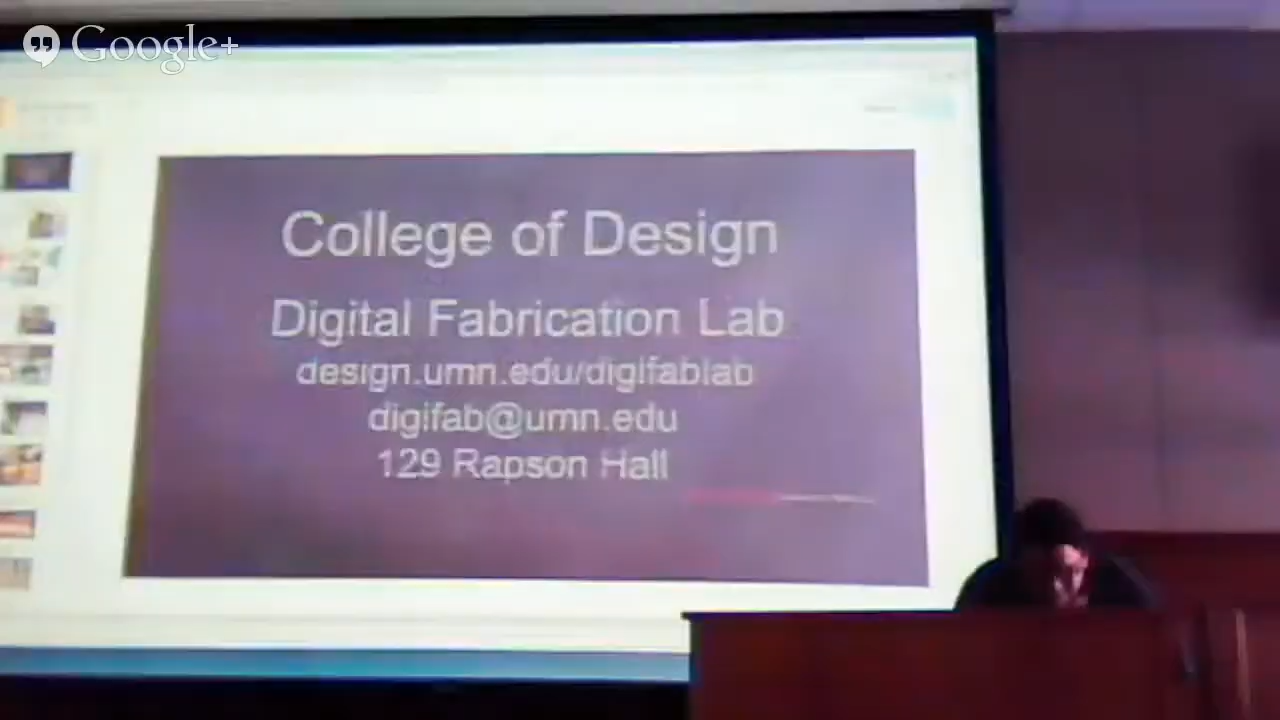 Google+
College of Design
Digital Fabrication Lab
design.umn.edu/digifablab
digifab@umn.edu
129 Rapson Hall